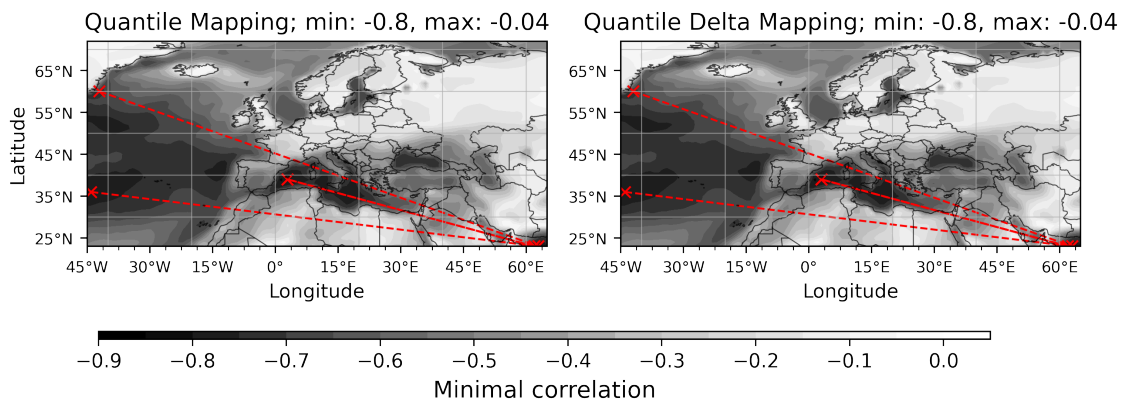 Quantile Mapping; min: -0.8, max: -0.04
65°N
55°N
45°N
35°N
25°N
Latitude
45°W 30°W 15°W 0° 15°E 30°E 45°E 60°E
Longitude
Quantile Delta Mapping; min: -0.8, max: -0.04
65°N
55°N
45°N
35°N
25°N
45°W 30°W 15°W 0° 15°E 30°E 45°E 60°E
Longitude
−0.9 −0.8 −0.7 −0.6 −0.5 −0.4 −0.3 −0.2 −0.1 0.0
Minimal correlation